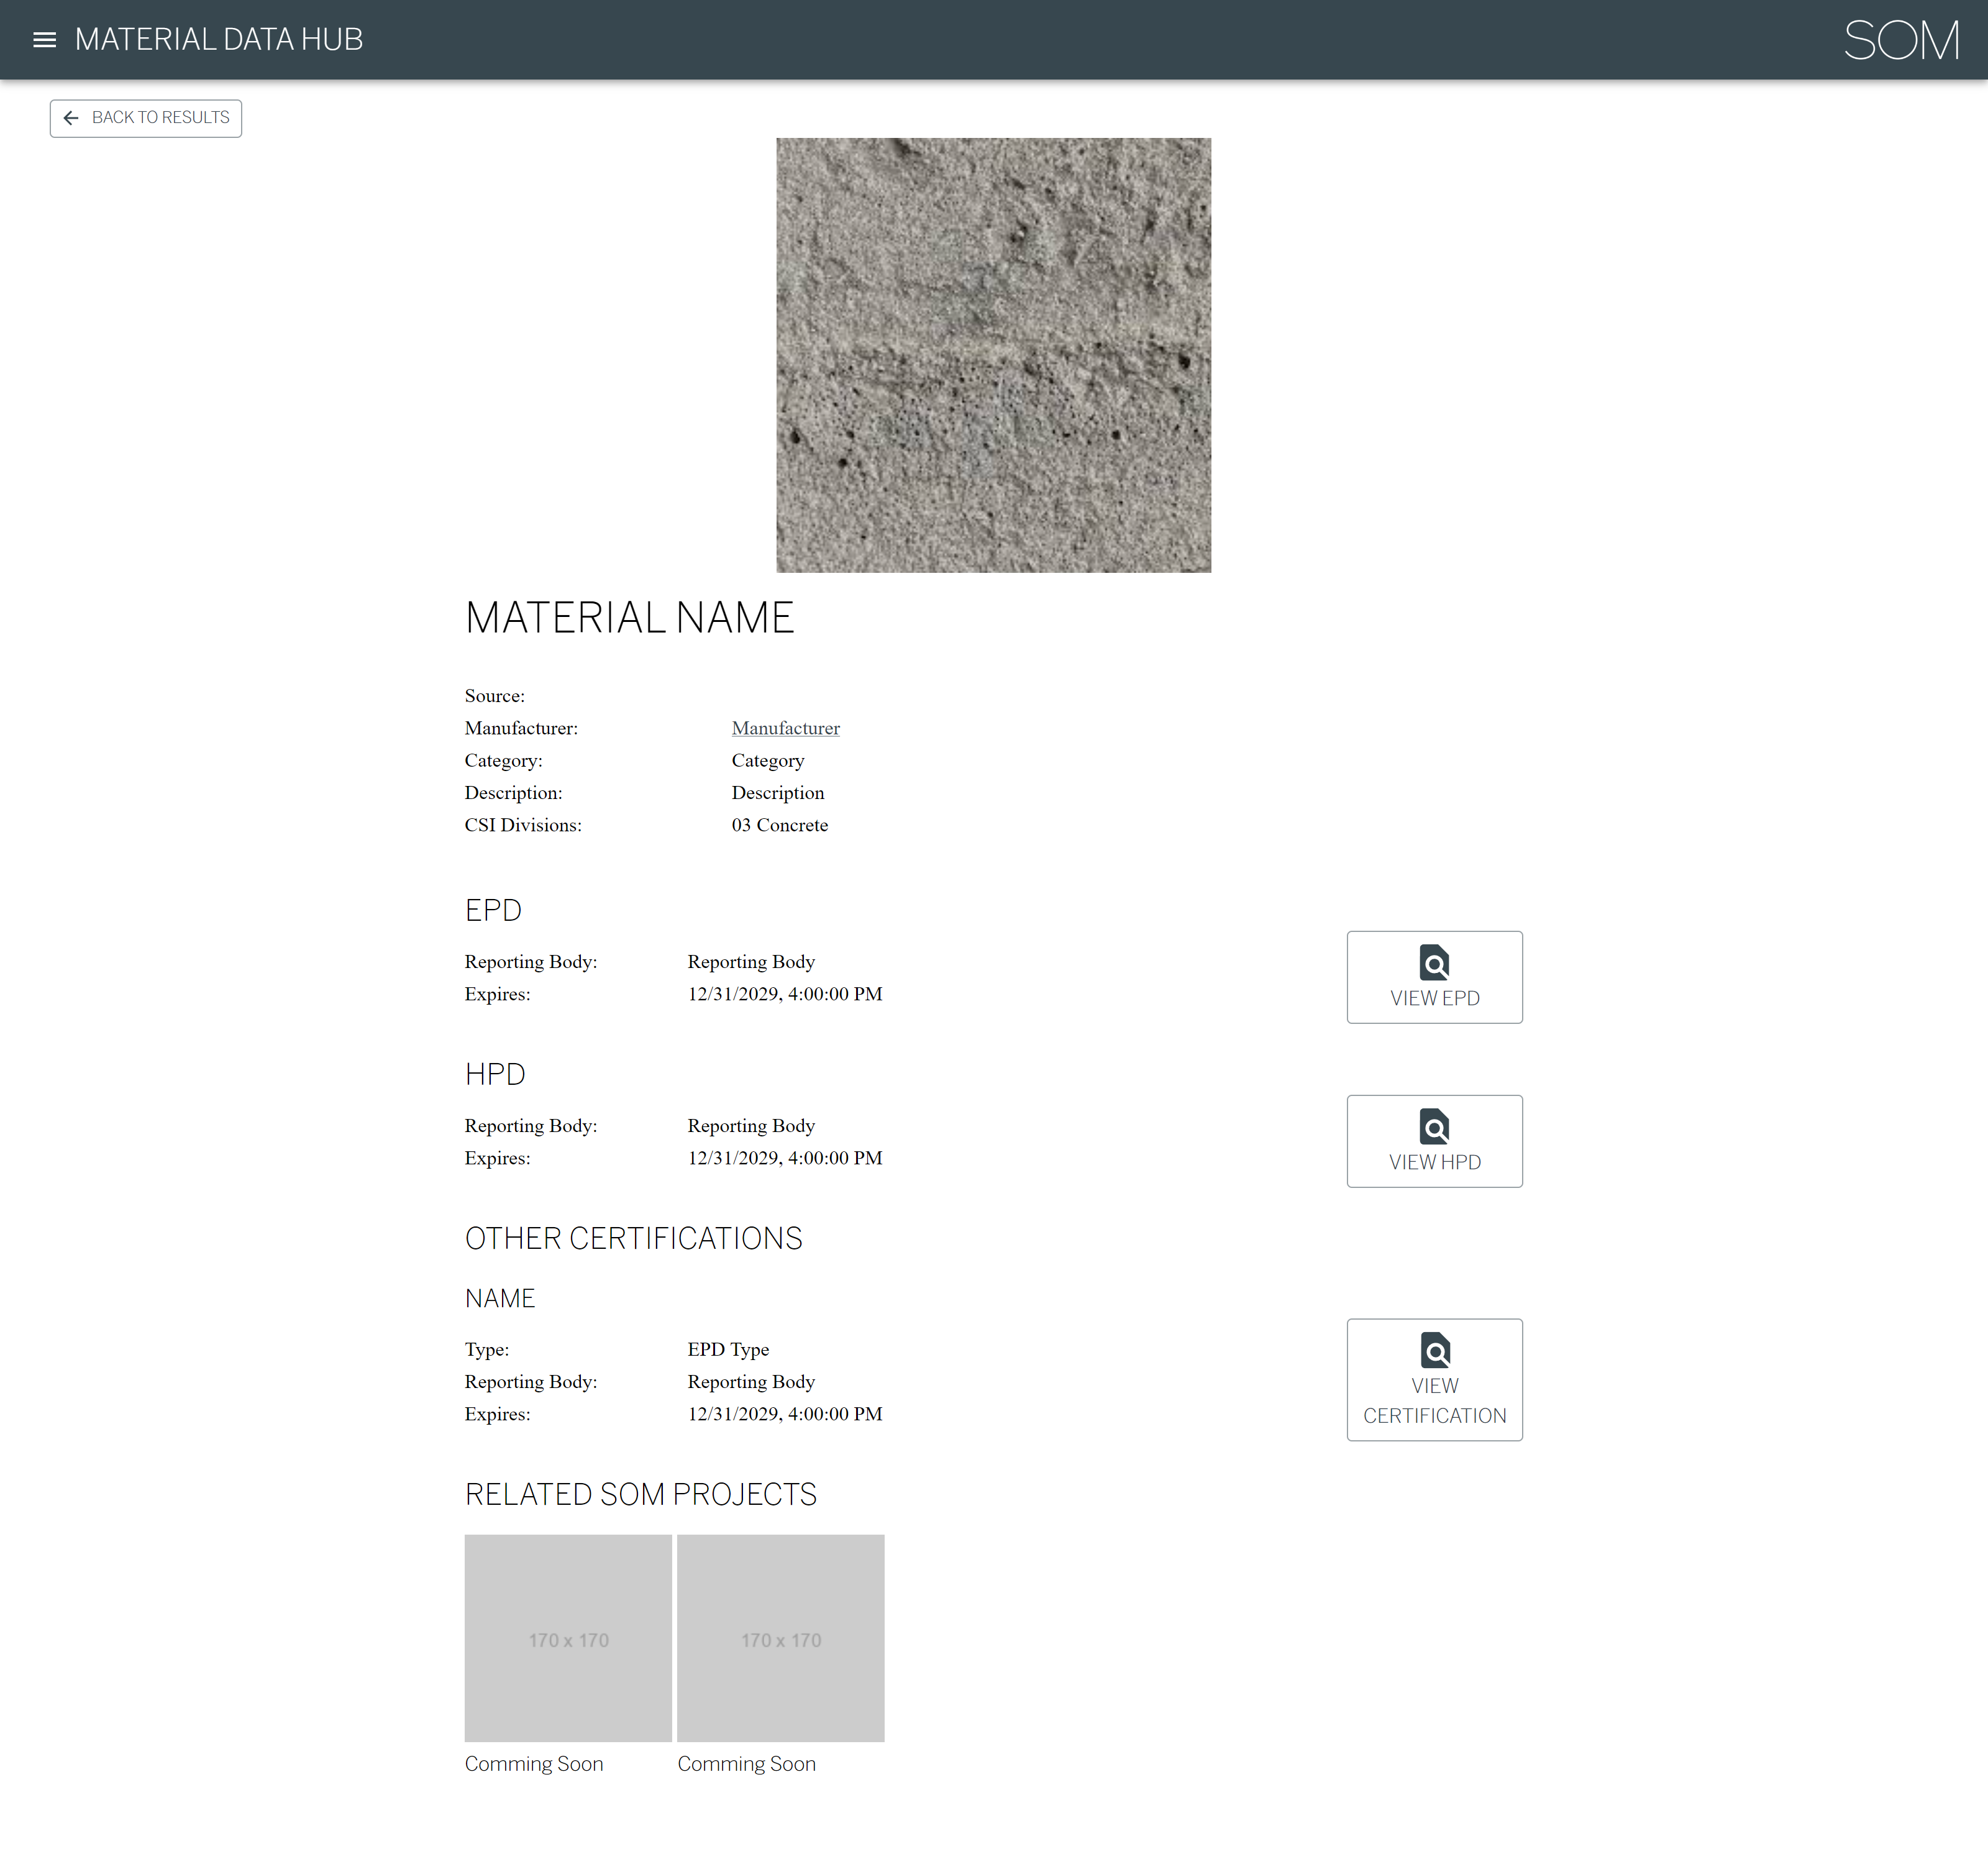 MATERIAL DATA HUB
SOM
BACK TO RESULTS
MATERIAL NAME
Source:
Manufacturer: Manufacturer
Category: Category
Description: Description
CSI Divisions: 03 Concrete
EPD
Reporting Body: Reporting Body
Expires: 12/31/2029, 4:00:00 PM
VIEW EPD
HPD
Reporting Body: Reporting Body
Expires: 12/31/2029, 4:00:00 PM
VIEW HPD
OTHER CERTIFICATIONS
NAME
Type: EPD Type
Reporting Body: Reporting Body
Expires: 12/31/2029, 4:00:00 PM
VIEW
CERTIFICATION
RELATED SOM PROJECTS
170 x 170
170 x 170
Comming Soon
Comming Soon